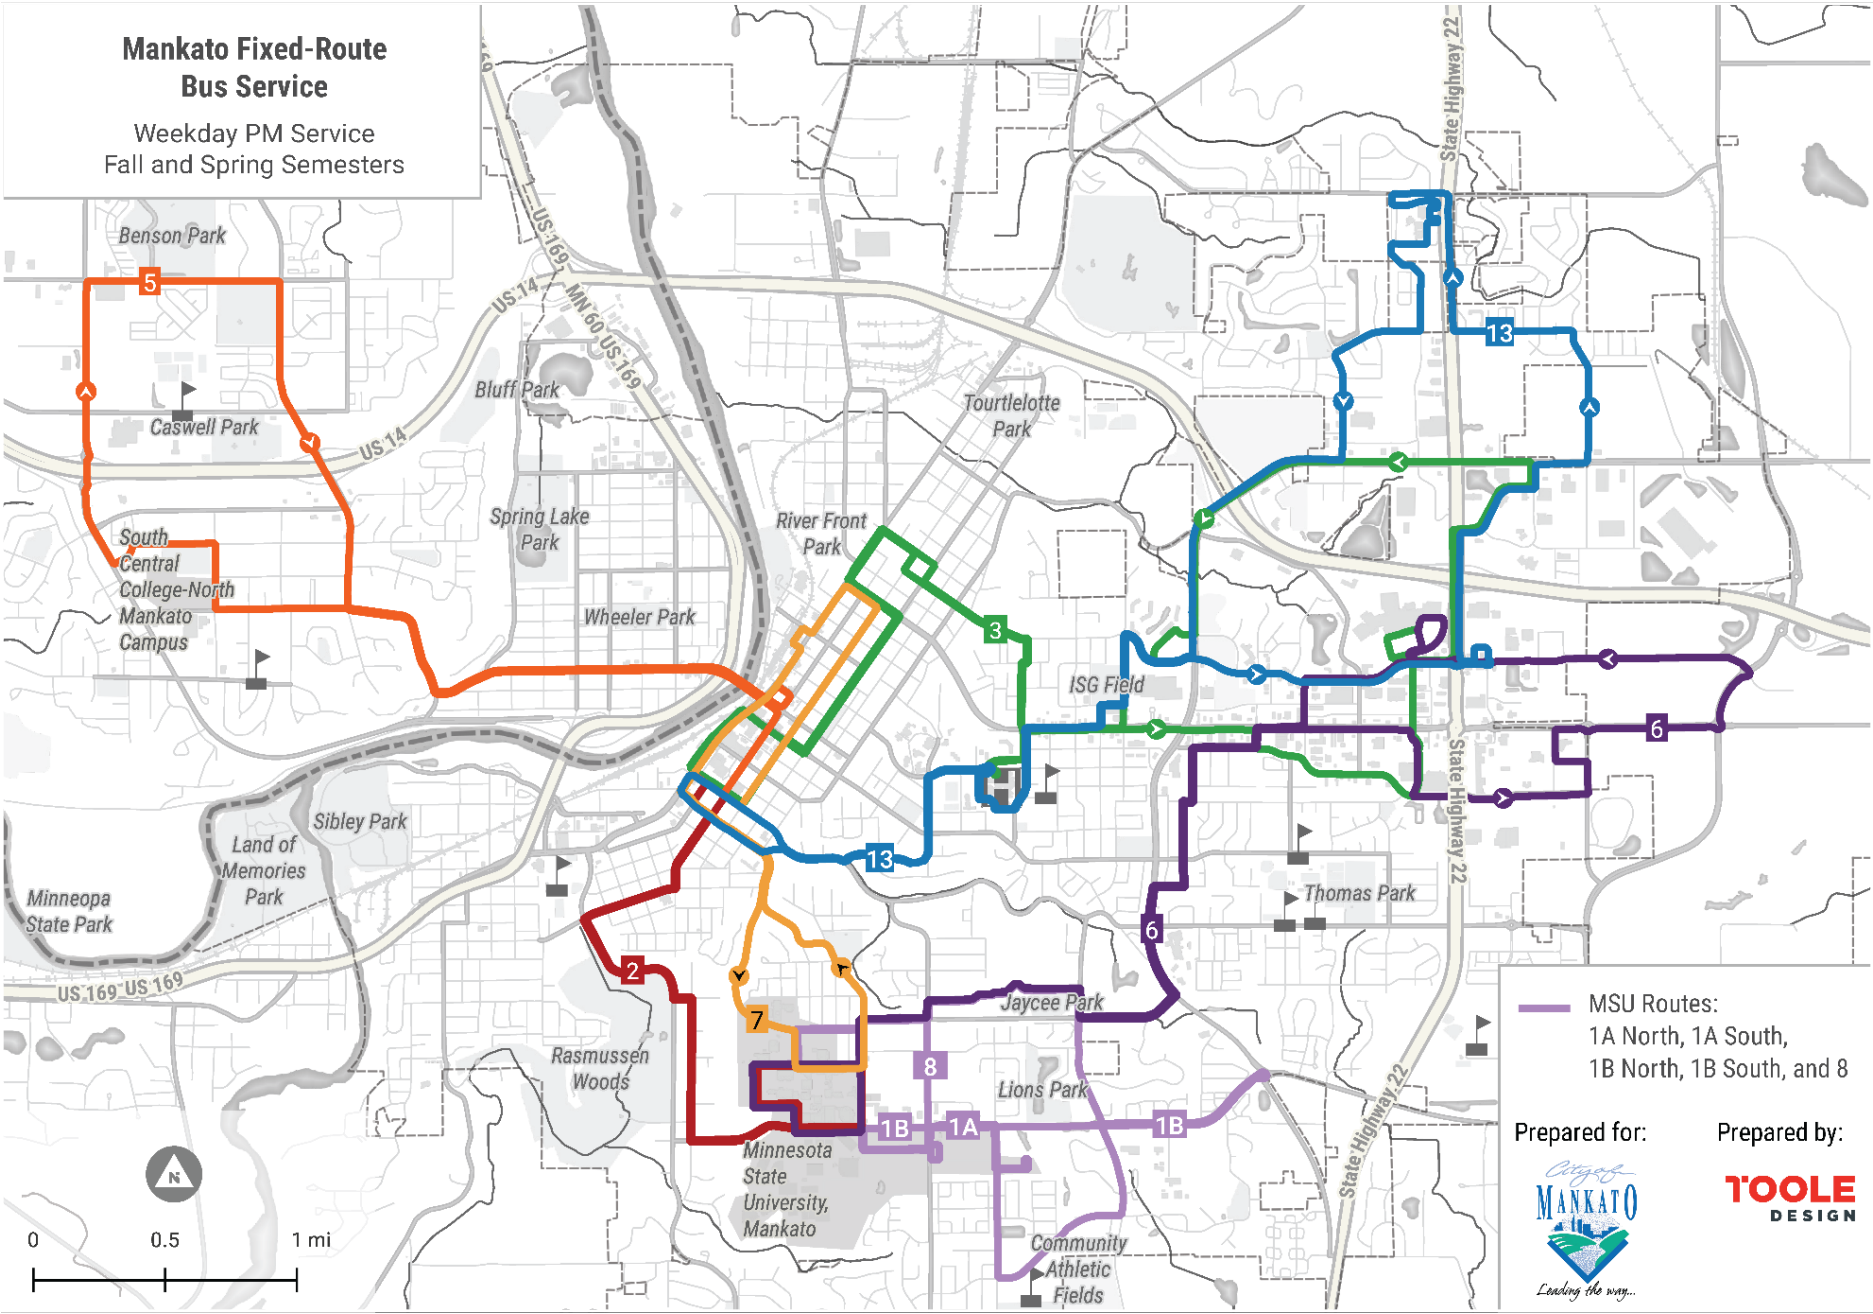 Mankato Fixed-Route
Bus Service
Weekday PM Service
Fall and Spring Semesters
169
State Highway 22
Benson Park
US 169
5
US 14
MN 60 US 169
13
Bluff Park
Tourtlelotte
Park
Caswell Park
US 14
Spring Lake
Park
River Front
Park
South
Central
College-North
Mankato
Campus
Wheeler Park
3
ISG Field
6
State Highway 22
Sibley Park
Land of
Memories
Park
13
Minneopa
State Park
Thomas Park
6
2
US 169 US 169
Jaycee Park
7
Rasmussen
Woods
8
Lions Park
1B
1A
1B
Minnesota
State
University,
Mankato
State Highway 22
Community
Athletic
Fields
N
0 0.5 1 mi
MSU Routes:
1A North, 1A South,
1B North, 1B South, and 8
Prepared for:
Prepared by:
City of
MANKATO
Leading the way...
TOOLE
DESIGN